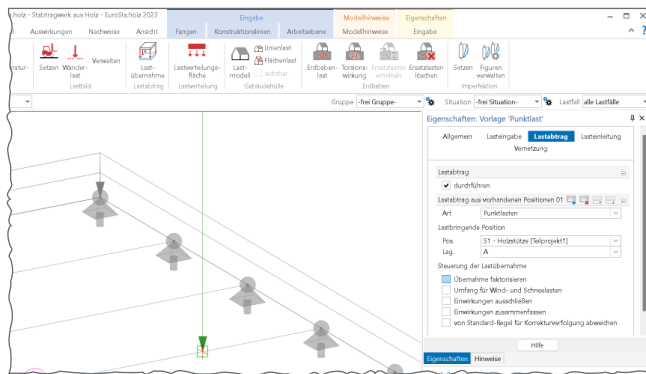 .holz - Stabtragwerk aus Holz - EuroSta.holz 2023
Eingabe Modellhinweise Eigenschaften
Auswirkungen Nachweise Ansicht Fangen Konstruktionslinien Arbeitsebene Modellhinweise Eingabe
Setzen Wander-
last Verwalten Last-
übernahme Lastverteilungs-
fläche Last-
modell Linienlast
Flächenlast
sichtbar Erdbeben-
last Torsions-
wirkung Ersatzlasten
ermitteln Ersatzlasten
löschen Setzen Figuren
verwalten
Lastbild Lastabtrag Lastverteilung Gebäudehülle Erdbeben Imperfektion
Gruppe -frei Gruppe- Situation -frei Situation- Lastfall alle Lastfälle
Eigenschaften: Vorlage 'Punktlast'
Allgemein Lasteingabe Lastabtrag Lasteinleitung
Vernetzung
Lastabtrag
durchführen
Lastabtrag aus vorhandenen Positionen 01
Art Punktlasten
Lastbringende Position
Pos. S1 - Holzstütze [Teilprojekt1]
Lag. A
Steuerung der Lastübernahme
Übernahme faktorisieren
Umfang für Wind- und Schneelasten
Einwirkungen ausschließen
Einwirkungen zusammenfassen
von Standard-Regel für Korrekturverfolgung abweichen
Hilfe
Eigenschaften Hinweise